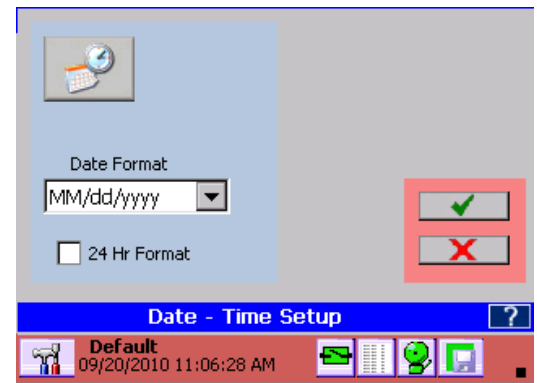 Date Format
MM/dd/yyyy
24 Hr Format
Date - Time Setup
?
Default
09/20/2010 11:06:28 AM